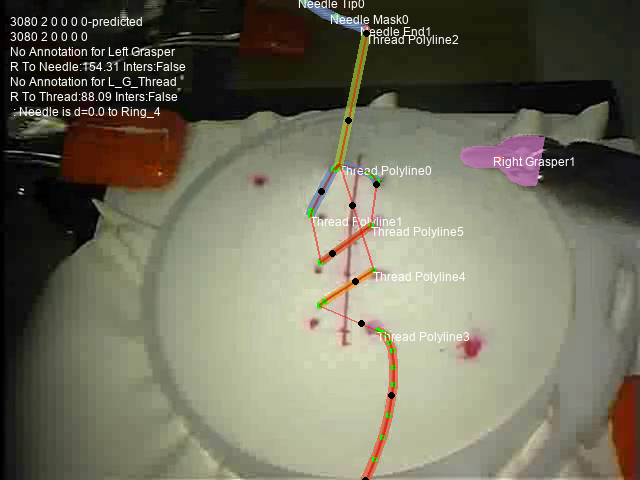 Needle Tip0
3080 2 0 0 0 0-predicted
Needle Mask0
3080 2 0 0 0 0
Needle End1
Thread Polyline2
No Annotation for Left Grasper
R To Needle:154.31 Inters:False
No Annotation for L_G_Thread
R To Thread:88.09 Inters:False
: Needle is d=0.0 to Ring_4
Right Grasper1
Thread Polyline0
Thread Polyline1
Thread Polyline5
Thread Polyline4
Thread Polyline3